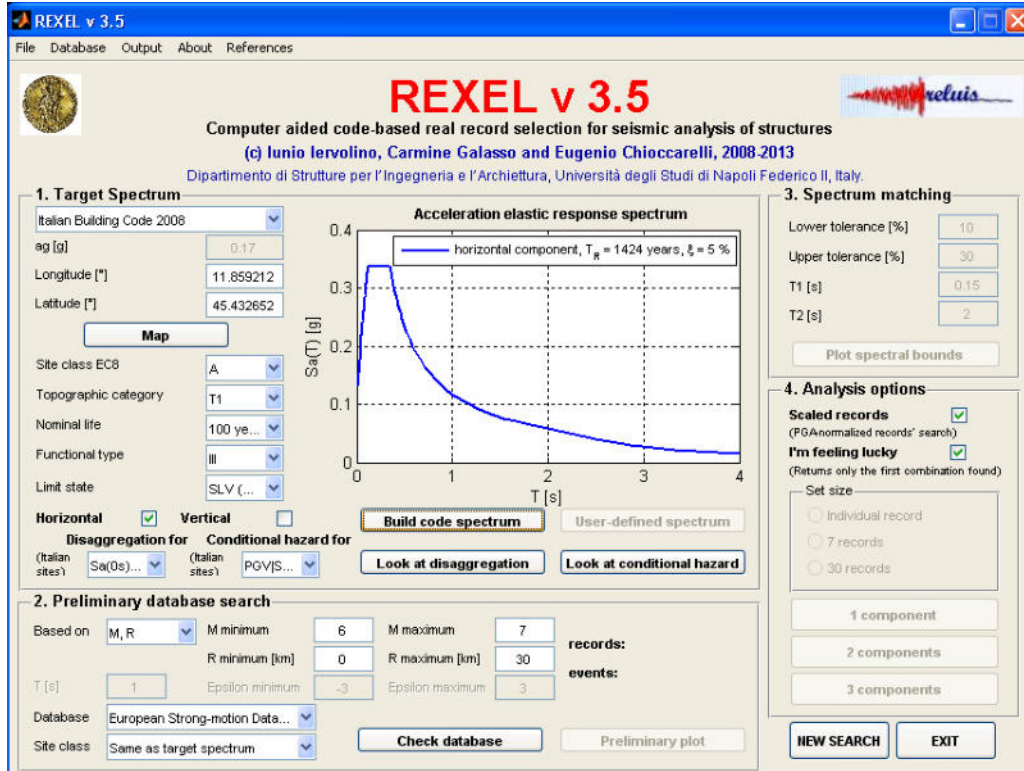 REXEL v 3.5
File Database Output About References
REXEL v 3.5
reluis
Computer aided code-based real record selection for seismic analysis of structures
(c) Iunio Iervolino, Carmine Galasso and Eugenio Chioccarelli, 2008-2013
Dipartimento di Strutture per l'Ingegneria e l'Archiettura, Università degli Studi di Napoli Federico II, Italy.
1. Target Spectrum
Italian Building Code 2008
ag [g] 0.17
Longitude [°] 11.859212
Latitude [°] 45.432652
Map
Site class EC8 A
Topographic category T1
Nominal life 100 ye...
Functional type III
Limit state SLV (...
Horizontal Vertical
Disaggregation for Conditional hazard for
(Italian sites) Sa(0s)... (Italian sites) PGV|S...
Acceleration elastic response spectrum
horizontal component, T_R = 1424 years, ξ = 5 %
Sa(T) [g]
0.4
0.3
0.2
0.1
0
0 1 2 3 4
T [s]
Build code spectrum User-defined spectrum
Look at disaggregation Look at conditional hazard
2. Preliminary database search
Based on M, R M minimum 6 M maximum 7 records:
R minimum [km] 0 R maximum [km] 30 events:
T [s] 1 Epsilon minimum -3 Epsilon maximum 3
Database European Strong-motion Data...
Site class Same as target spectrum Check database Preliminary plot
3. Spectrum matching
Lower tolerance [%] 10
Upper tolerance [%] 30
T1 [s] 0.15
T2 [s] 2
Plot spectral bounds
4. Analysis options
Scaled records
(PGA-normalized records' search)
I'm feeling lucky
(Returns only the first combination found)
Set size
Individual record
7 records
30 records
1 component
2 components
3 components
NEW SEARCH EXIT